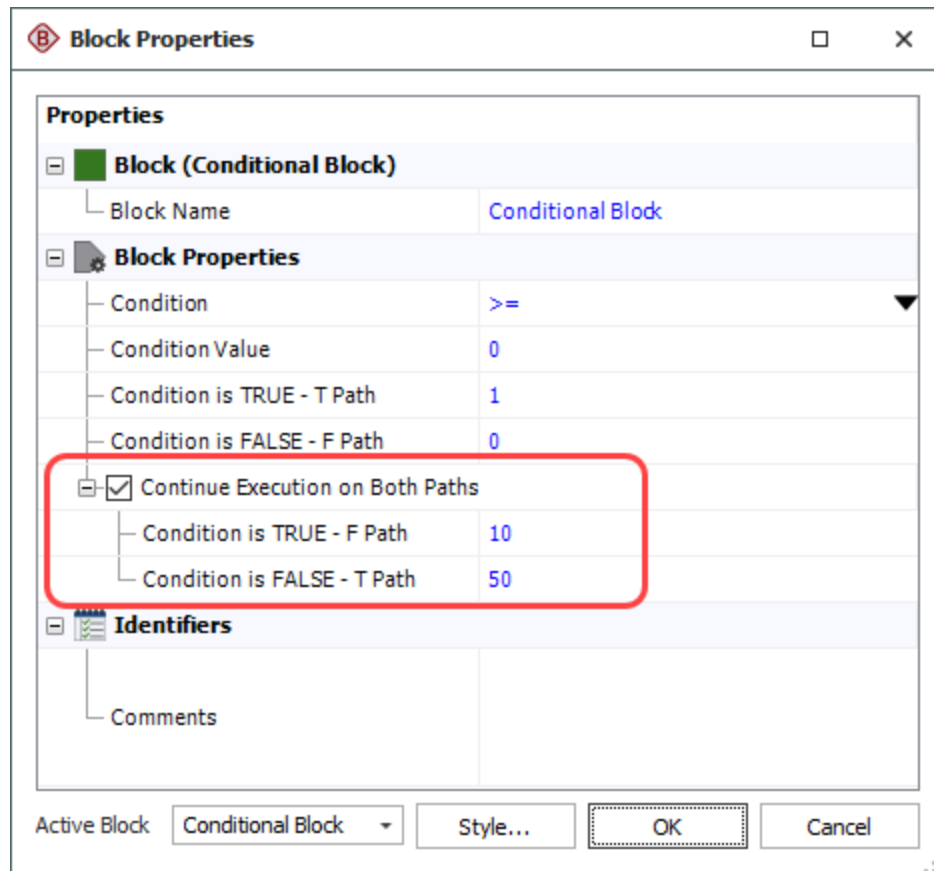 B Block Properties
Properties
Block (Conditional Block)
Block Name Conditional Block
Block Properties
Condition >=
Condition Value 0
Condition is TRUE - T Path 1
Condition is FALSE - F Path 0
Continue Execution on Both Paths
Condition is TRUE - F Path 10
Condition is FALSE - T Path 50
Identifiers
Comments
Active Block Conditional Block Style... OK Cancel